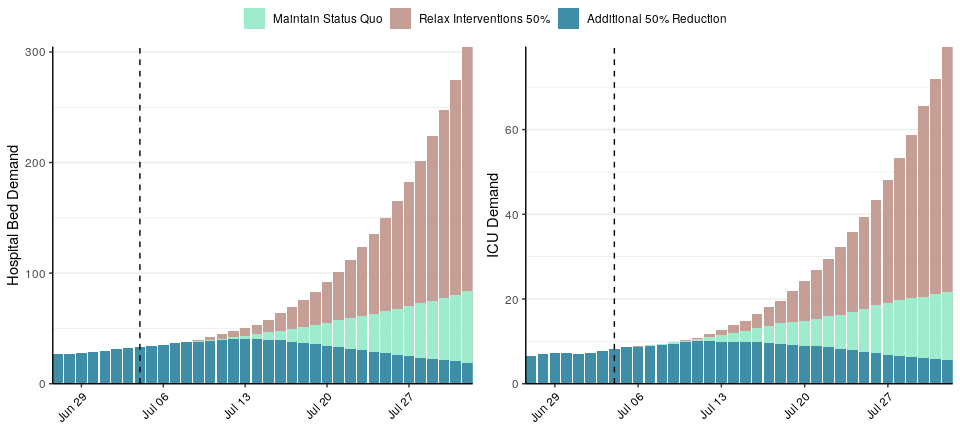 Maintain Status Quo Relax Interventions 50% Additional 50% Reduction
Hospital Bed Demand
300
200
100
0
Jun 29 Jul 06 Jul 13 Jul 20 Jul 27
ICU Demand
60
40
20
0
Jun 29 Jul 06 Jul 13 Jul 20 Jul 27